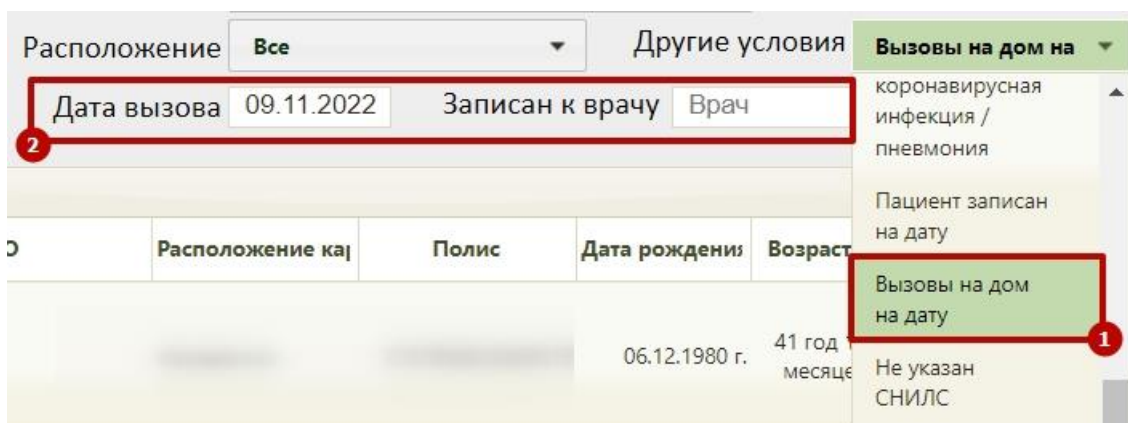 Расположение Все Другие условия Вызовы на дом на
Дата вызова 09.11.2022 Записан к врачу Врач
2
коронавирусная
инфекция /
пневмония
Пациент записан
на дату
Вызовы на дом
на дату
1
Не указан
СНИЛС
О Расположение кар Полис Дата рождения Возраст
06.12.1980 г. 41 год 1
месяце